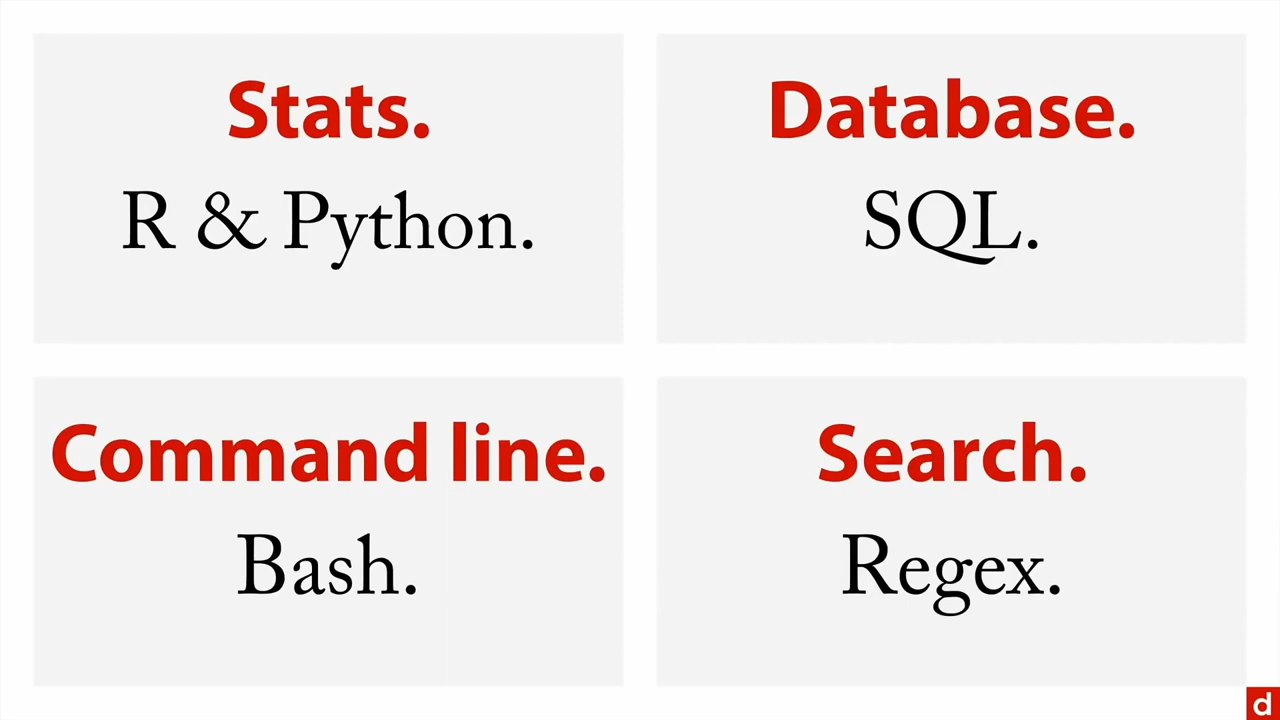 Stats.
R & Python.
Database.
SQL.
Command line.
Bash.
Search.
Regex.
d